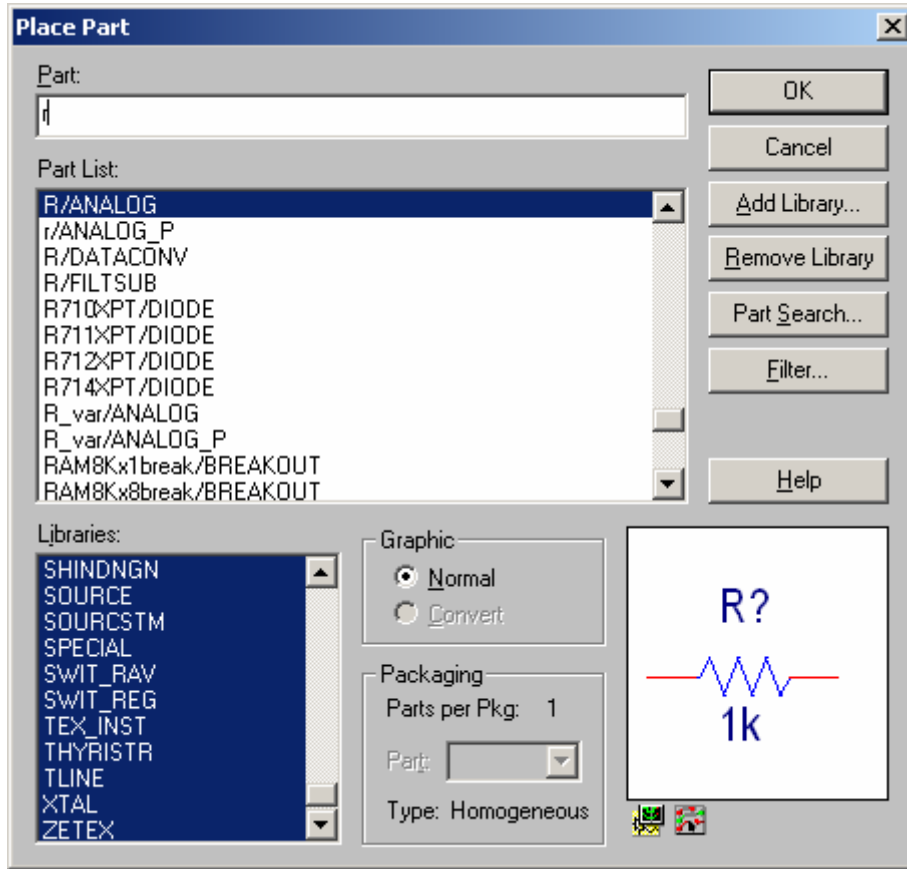 Place Part
Part:
r
OK
Cancel
Part List:
R/ANALOG
r/ANALOG_P
R/DATACONV
R/FILTSUB
R710XPT/DIODE
R711XPT/DIODE
R712XPT/DIODE
R714XPT/DIODE
R_var/ANALOG
R_var/ANALOG_P
RAM8Kx1break/BREAKOUT
RAM8Kx8break/BREAKOUT
Add Library...
Remove Library
Part Search...
Filter...
Help
Libraries:
SHINDNGN
SOURCE
SOURCSTM
SPECIAL
SWIT_RAV
SWIT_REG
TEX_INST
THYRISTR
TLINE
XTAL
ZETEX
Graphic
Normal
Convert
Packaging
Parts per Pkg: 1
Part:
Type: Homogeneous
R?
1k